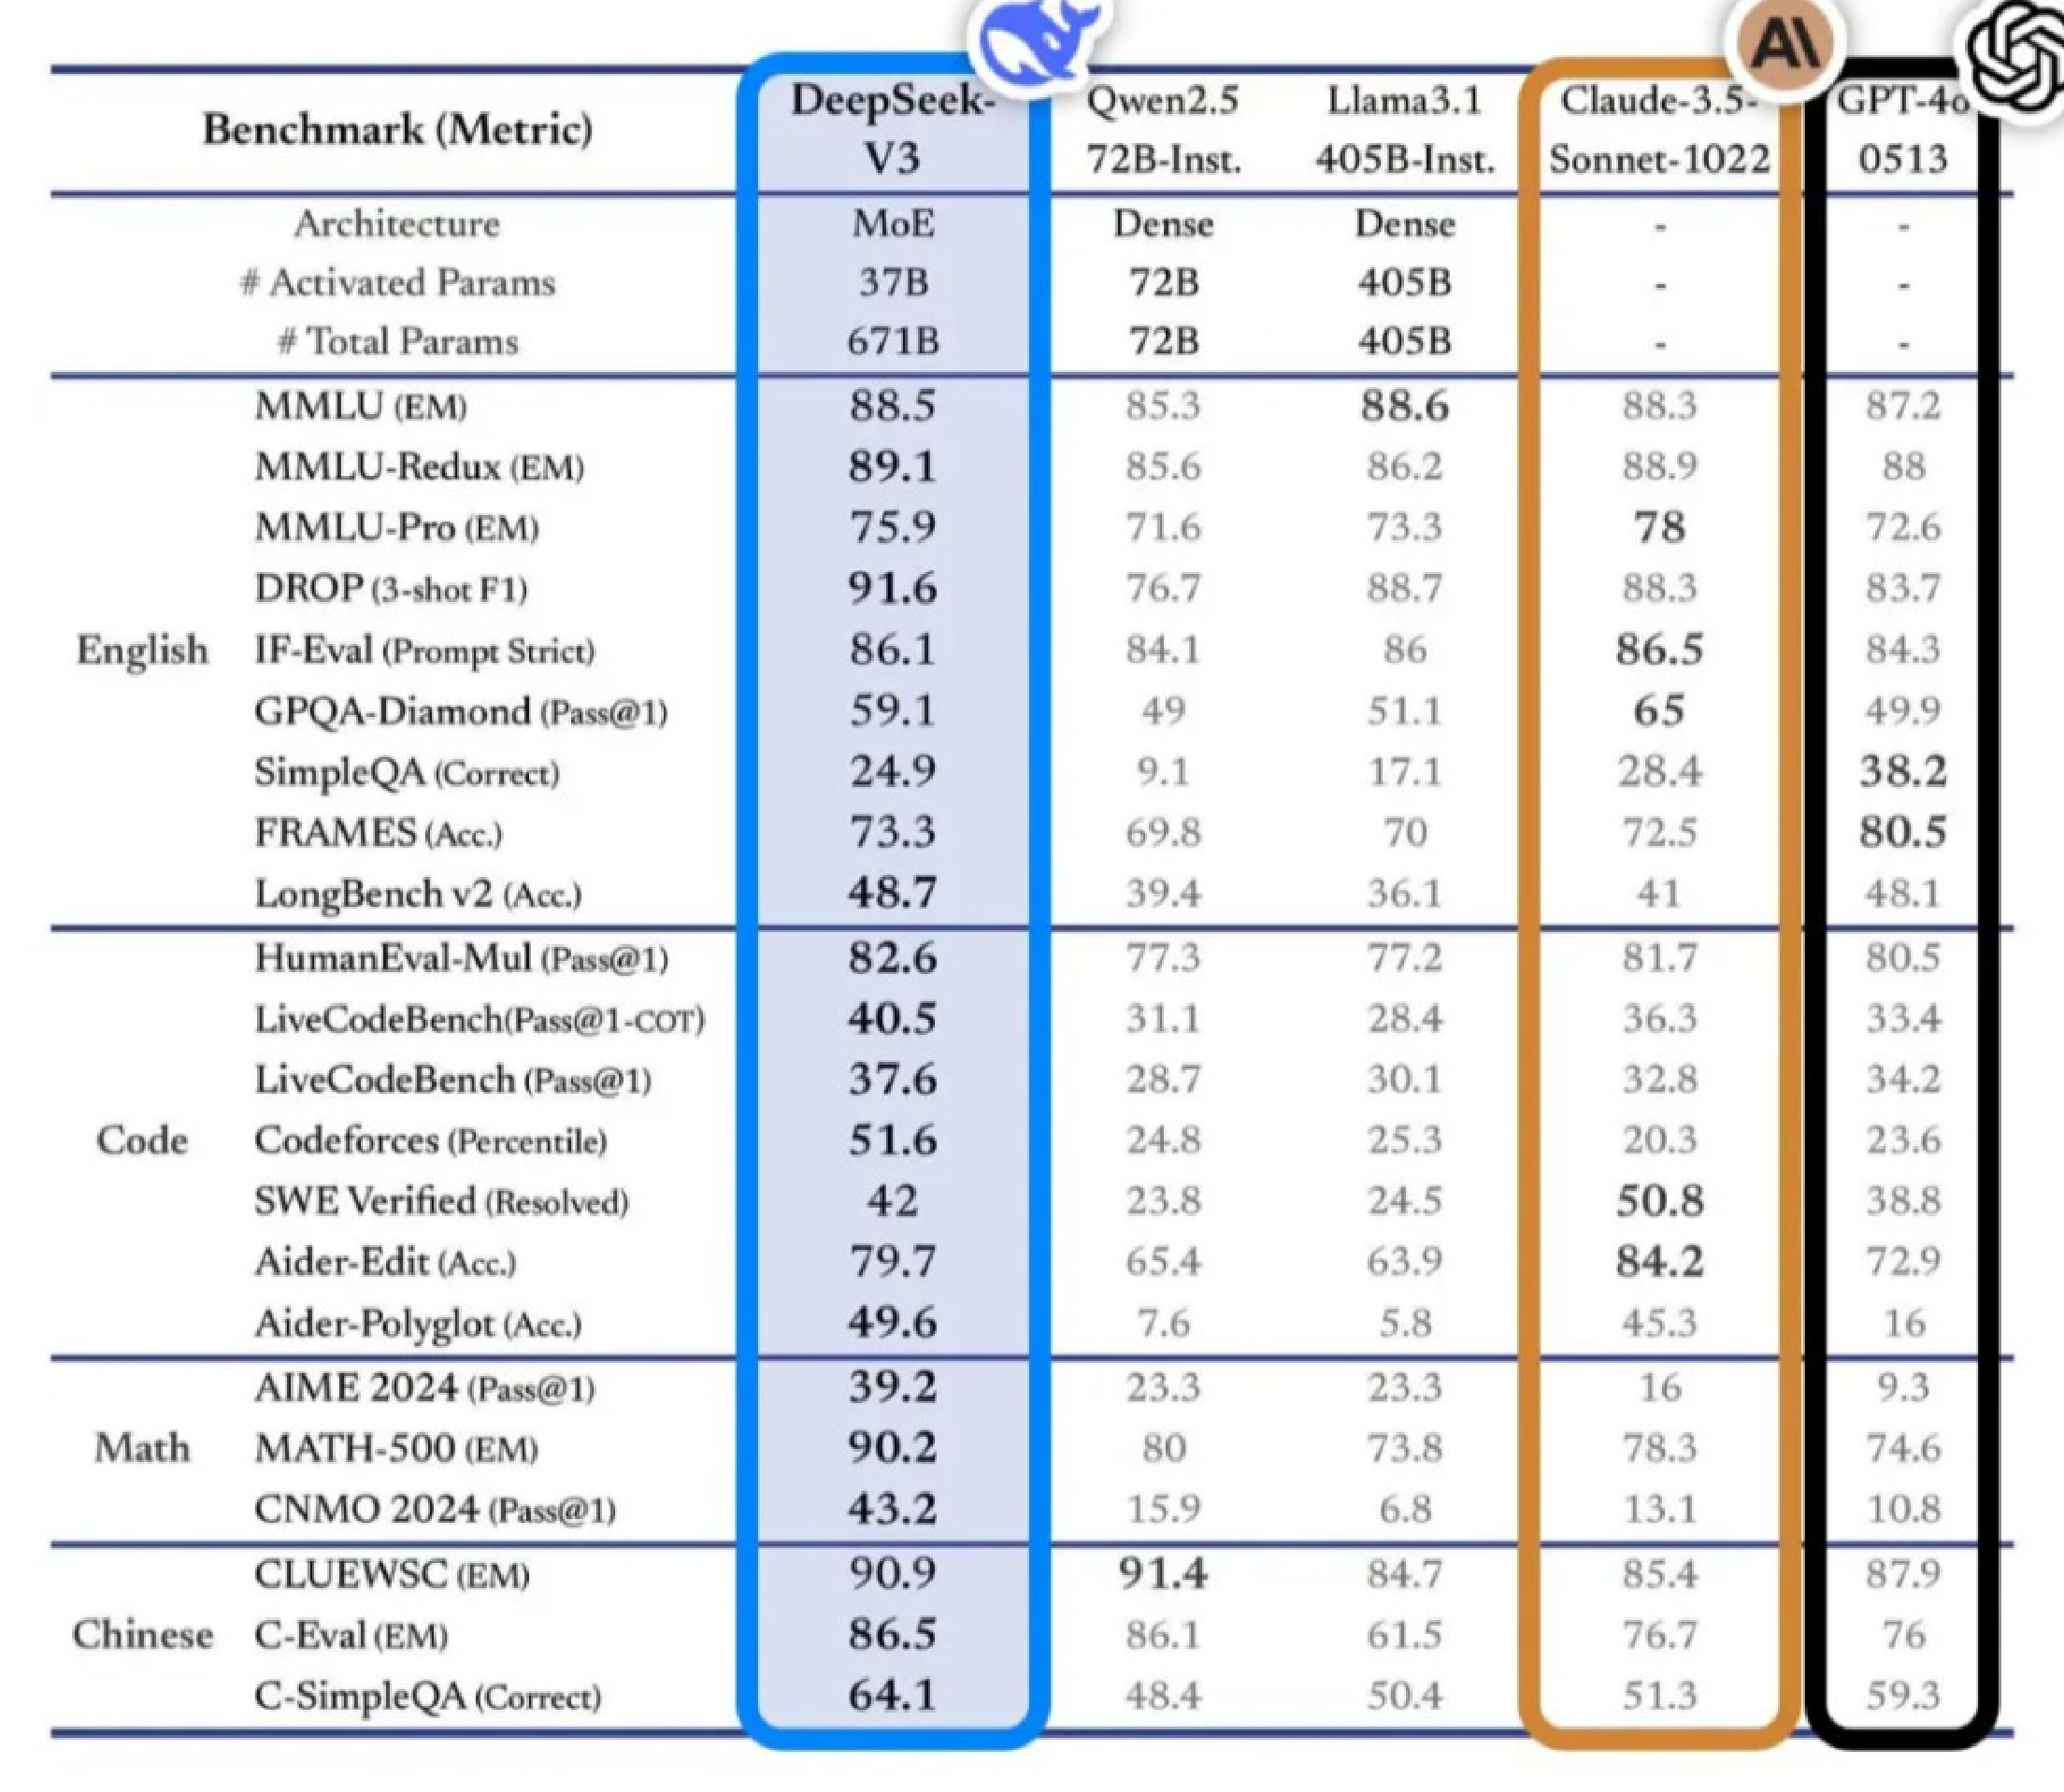 Benchmark (Metric) DeepSeek-V3 Qwen2.5 72B-Inst. Llama3.1 405B-Inst. Claude-3.5-Sonnet-1022 GPT-4o 0513
Architecture MoE Dense Dense - -
# Activated Params 37B 72B 405B - -
# Total Params 671B 72B 405B - -
English
MMLU (EM) 88.5 85.3 88.6 88.3 87.2
MMLU-Redux (EM) 89.1 85.6 86.2 88.9 88
MMLU-Pro (EM) 75.9 71.6 73.3 78 72.6
DROP (3-shot F1) 91.6 76.7 88.7 88.3 83.7
IF-Eval (Prompt Strict) 86.1 84.1 86 86.5 84.3
GPQA-Diamond (Pass@1) 59.1 49 51.1 65 49.9
SimpleQA (Correct) 24.9 9.1 17.1 28.4 38.2
FRAMES (Acc.) 73.3 69.8 70 72.5 80.5
LongBench v2 (Acc.) 48.7 39.4 36.1 41 48.1
Code
HumanEval-Mul (Pass@1) 82.6 77.3 77.2 81.7 80.5
LiveCodeBench(Pass@1-COT) 40.5 31.1 28.4 36.3 33.4
LiveCodeBench (Pass@1) 37.6 28.7 30.1 32.8 34.2
Codeforces (Percentile) 51.6 24.8 25.3 20.3 23.6
SWE Verified (Resolved) 42 23.8 24.5 50.8 38.8
Aider-Edit (Acc.) 79.7 65.4 63.9 84.2 72.9
Aider-Polyglot (Acc.) 49.6 7.6 5.8 45.3 16
Math
AIME 2024 (Pass@1) 39.2 23.3 23.3 16 9.3
MATH-500 (EM) 90.2 80 73.8 78.3 74.6
CNMO 2024 (Pass@1) 43.2 15.9 6.8 13.1 10.8
Chinese
CLUEWSC (EM) 90.9 91.4 84.7 85.4 87.9
C-Eval (EM) 86.5 86.1 61.5 76.7 76
C-SimpleQA (Correct) 64.1 48.4 50.4 51.3 59.3
A\